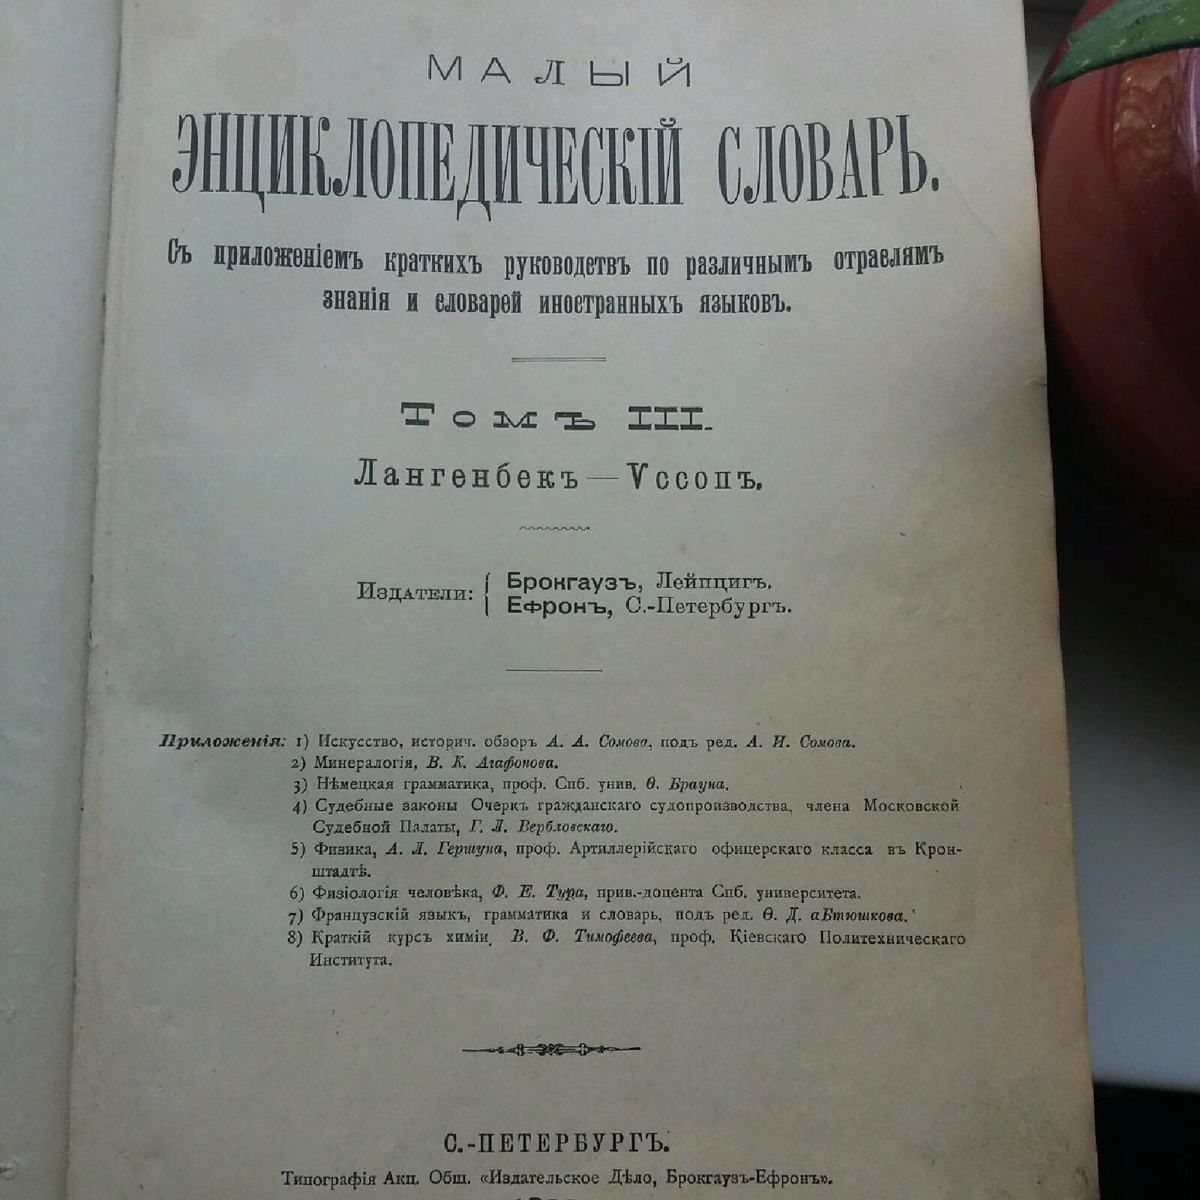 МАЛЫЙ
ЭНЦИКЛОПЕДИЧЕСКІЙ СЛОВАРЬ.
Съ приложеніемъ краткихъ руководствъ по различнымъ отраслямъ
знанія и словарей иностранныхъ языковъ.
Томъ III.
Лангенбекъ — Уссопъ.
Издатели: { Брокгаузъ, Лейпцигъ.
Ефронъ, С.-Петербургъ.
Приложенія: 1) Искусство, историч. обзоръ А. А. Сомова, подъ ред. А. И. Сомова.
2) Минералогія, В. К. Агафонова.
3) Нѣмецкая грамматика, проф. Спб. унив. Ѳ. Брауна.
4) Судебные законы Очеркъ гражданскаго судопроизводства, члена Московской
Судебной Палаты, Г. Л. Вербловскаго.
5) Физика, А. Л. Гершуна, проф. Артиллерійскаго офицерскаго класса въ Крон-
штадтѣ.
6) Физіологія человѣка, Ф. Е. Тура, прив.-доцента Спб. университета.
7) Французскій языкъ, грамматика и словарь, подъ ред. Ѳ. Д. аБтюшкова.
8) Краткій курсъ химіи, В. Ф. Тимофеева, проф. Кіевскаго Политехническаго
Института.
С.-ПЕТЕРБУРГЪ.
Типографія Акц. Общ. «Издательское Дѣло, Брокгаузъ-Ефронъ».